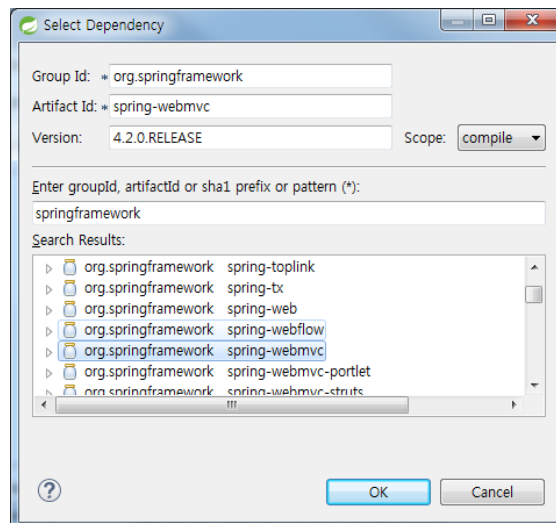 Select Dependency
Group Id: * org.springframework
Artifact Id: * spring-webmvc
Version: 4.2.0.RELEASE Scope: compile
Enter groupId, artifactId or sha1 prefix or pattern (*):
springframework
Search Results:
org.springframework spring-toplink
org.springframework spring-tx
org.springframework spring-web
org.springframework spring-webflow
org.springframework spring-webmvc
org.springframework spring-webmvc-portlet
org.springframework spring-webmvc-struts
OK Cancel